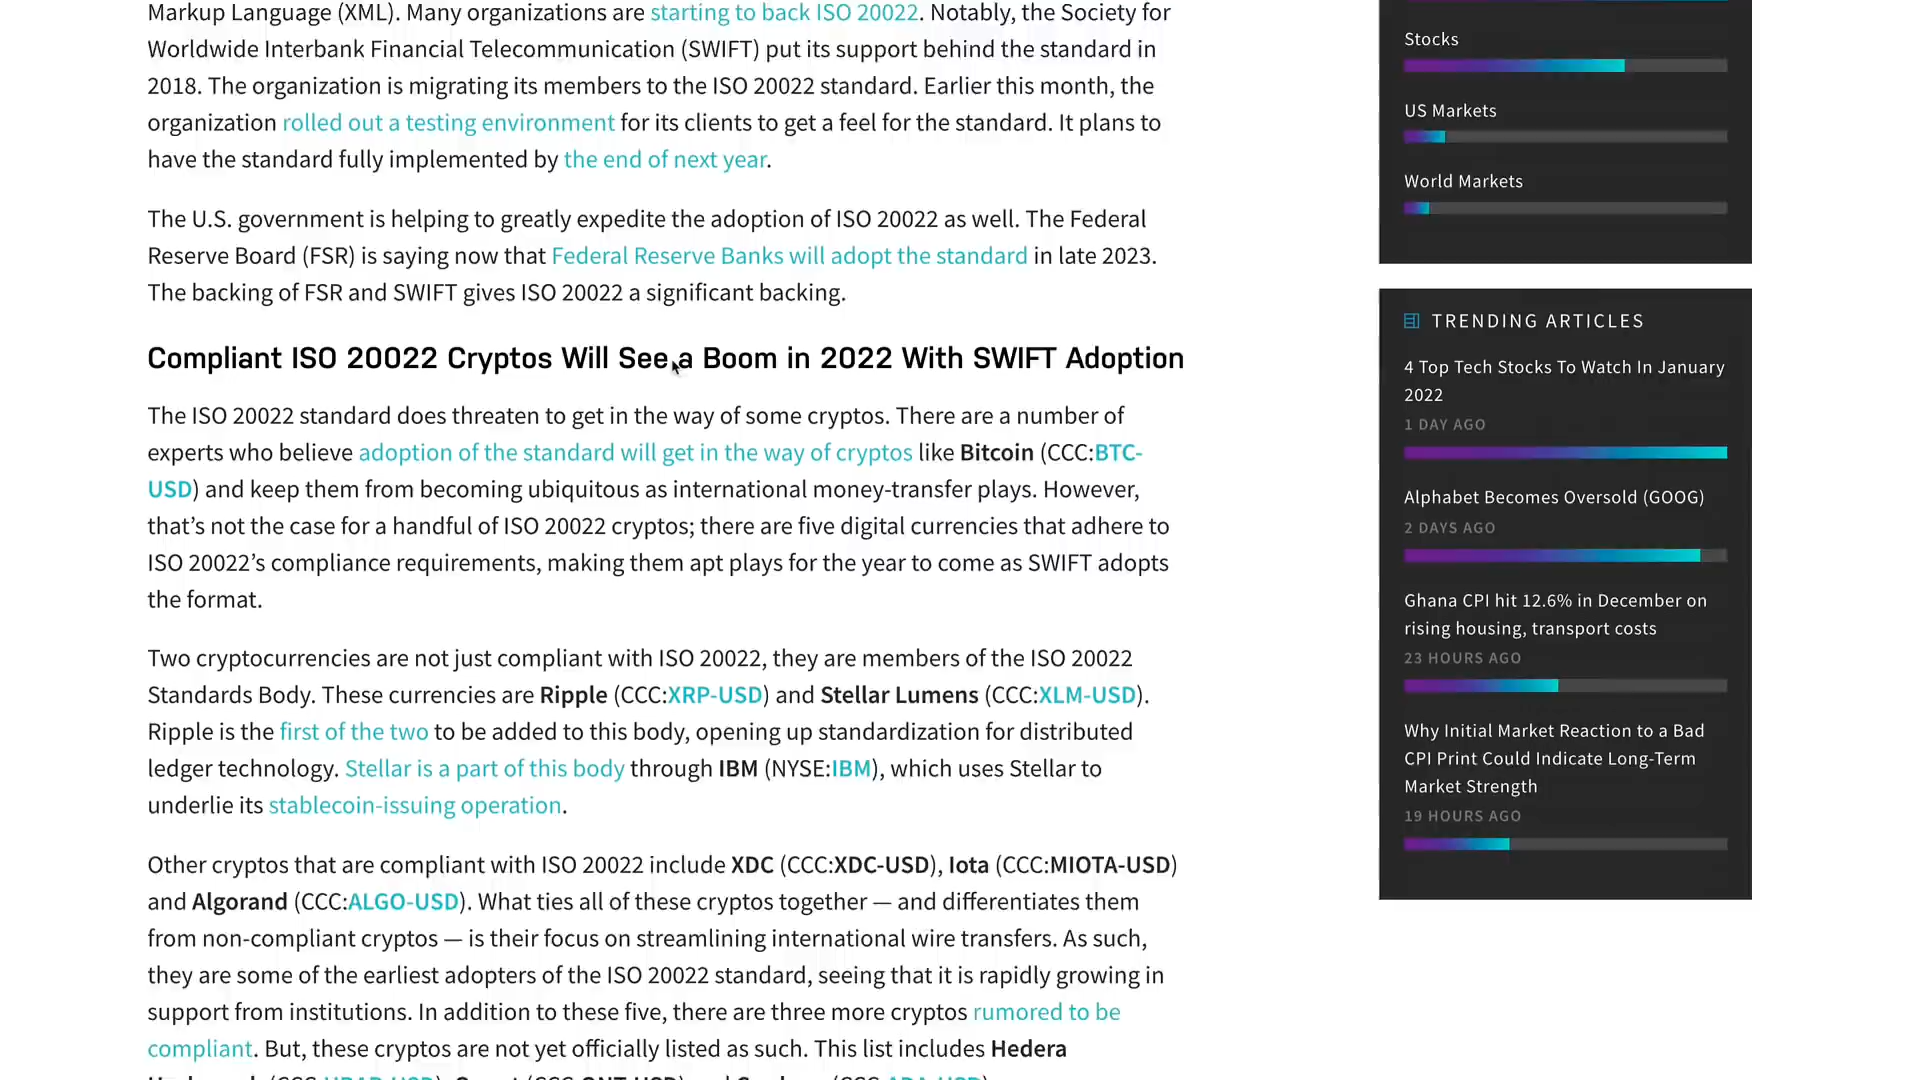 Markup Language (XML). Many organizations are starting to back ISO 20022. Notably, the Society for
Worldwide Interbank Financial Telecommunication (SWIFT) put its support behind the standard in
2018. The organization is migrating its members to the ISO 20022 standard. Earlier this month, the
organization rolled out a testing environment for its clients to get a feel for the standard. It plans to
have the standard fully implemented by the end of next year.
The U.S. government is helping to greatly expedite the adoption of ISO 20022 as well. The Federal
Reserve Board (FSR) is saying now that Federal Reserve Banks will adopt the standard in late 2023.
The backing of FSR and SWIFT gives ISO 20022 a significant backing.
Compliant ISO 20022 Cryptos Will See a Boom in 2022 With SWIFT Adoption
The ISO 20022 standard does threaten to get in the way of some cryptos. There are a number of
experts who believe adoption of the standard will get in the way of cryptos like Bitcoin (CCC:BTC-
USD) and keep them from becoming ubiquitous as international money-transfer plays. However,
that’s not the case for a handful of ISO 20022 cryptos; there are five digital currencies that adhere to
ISO 20022’s compliance requirements, making them apt plays for the year to come as SWIFT adopts
the format.
Two cryptocurrencies are not just compliant with ISO 20022, they are members of the ISO 20022
Standards Body. These currencies are Ripple (CCC:XRP-USD) and Stellar Lumens (CCC:XLM-USD).
Ripple is the first of the two to be added to this body, opening up standardization for distributed
ledger technology. Stellar is a part of this body through IBM (NYSE:IBM), which uses Stellar to
underlie its stablecoin-issuing operation.
Other cryptos that are compliant with ISO 20022 include XDC (CCC:XDC-USD), Iota (CCC:MIOTA-USD)
and Algorand (CCC:ALGO-USD). What ties all of these cryptos together — and differentiates them
from non-compliant cryptos — is their focus on streamlining international wire transfers. As such,
they are some of the earliest adopters of the ISO 20022 standard, seeing that it is rapidly growing in
support from institutions. In addition to these five, there are three more cryptos rumored to be
compliant. But, these cryptos are not yet officially listed as such. This list includes Hedera
Stocks
US Markets
World Markets
TRENDING ARTICLES
4 Top Tech Stocks To Watch In January
2022
1 DAY AGO
Alphabet Becomes Oversold (GOOG)
2 DAYS AGO
Ghana CPI hit 12.6% in December on
rising housing, transport costs
23 HOURS AGO
Why Initial Market Reaction to a Bad
CPI Print Could Indicate Long-Term
Market Strength
19 HOURS AGO